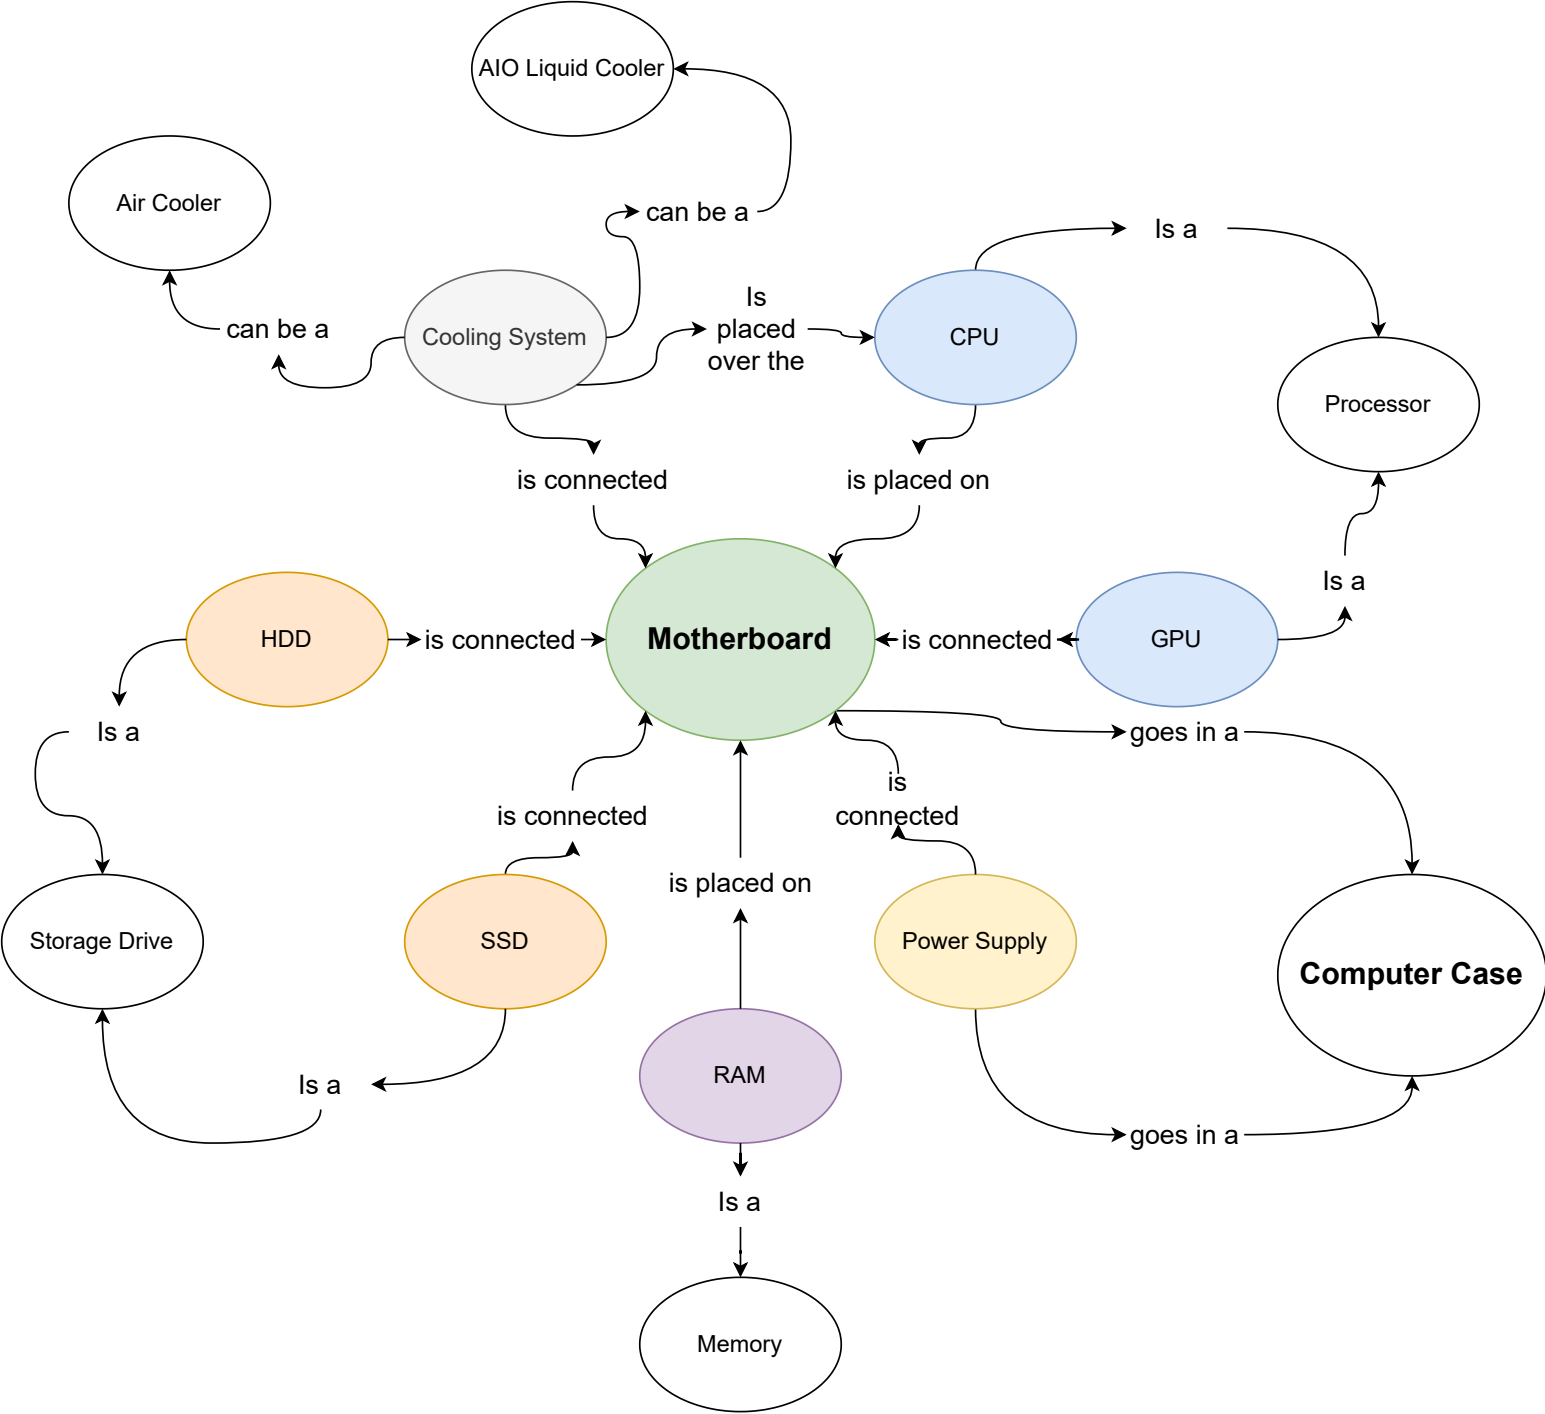 AIO Liquid Cooler
Air Cooler
can be a
Is a
Is
placed
over the
can be a
Cooling System
CPU
Processor
is connected
is placed on
Is a
HDD
is connected
Motherboard
is connected
GPU
Is a
goes in a
is
connected
is connected
is placed on
Storage Drive
SSD
Power Supply
Computer Case
RAM
Is a
goes in a
Is a
Memory